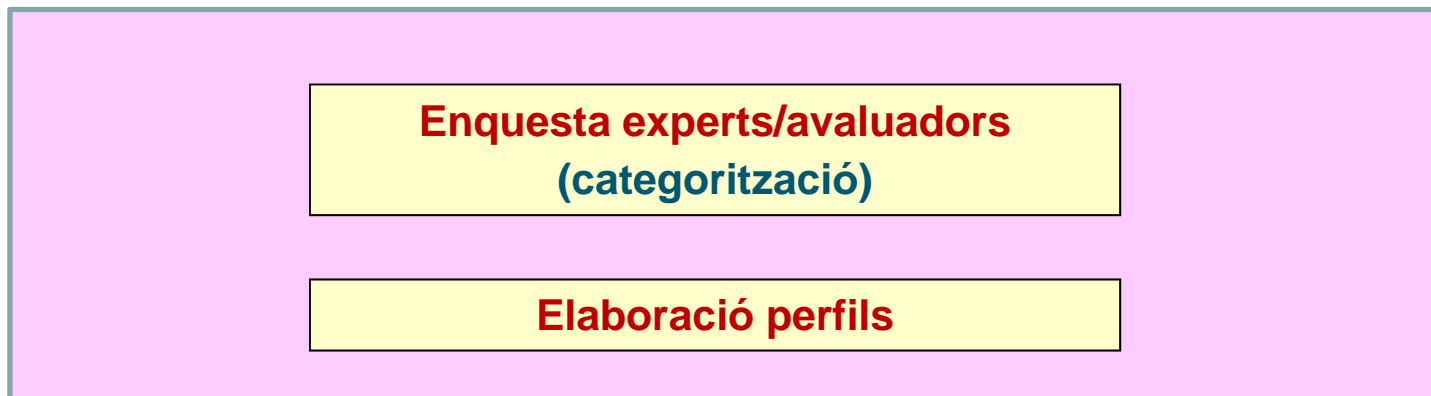 Enquesta experts/avaluadors
(categorització)
Elaboració perfils